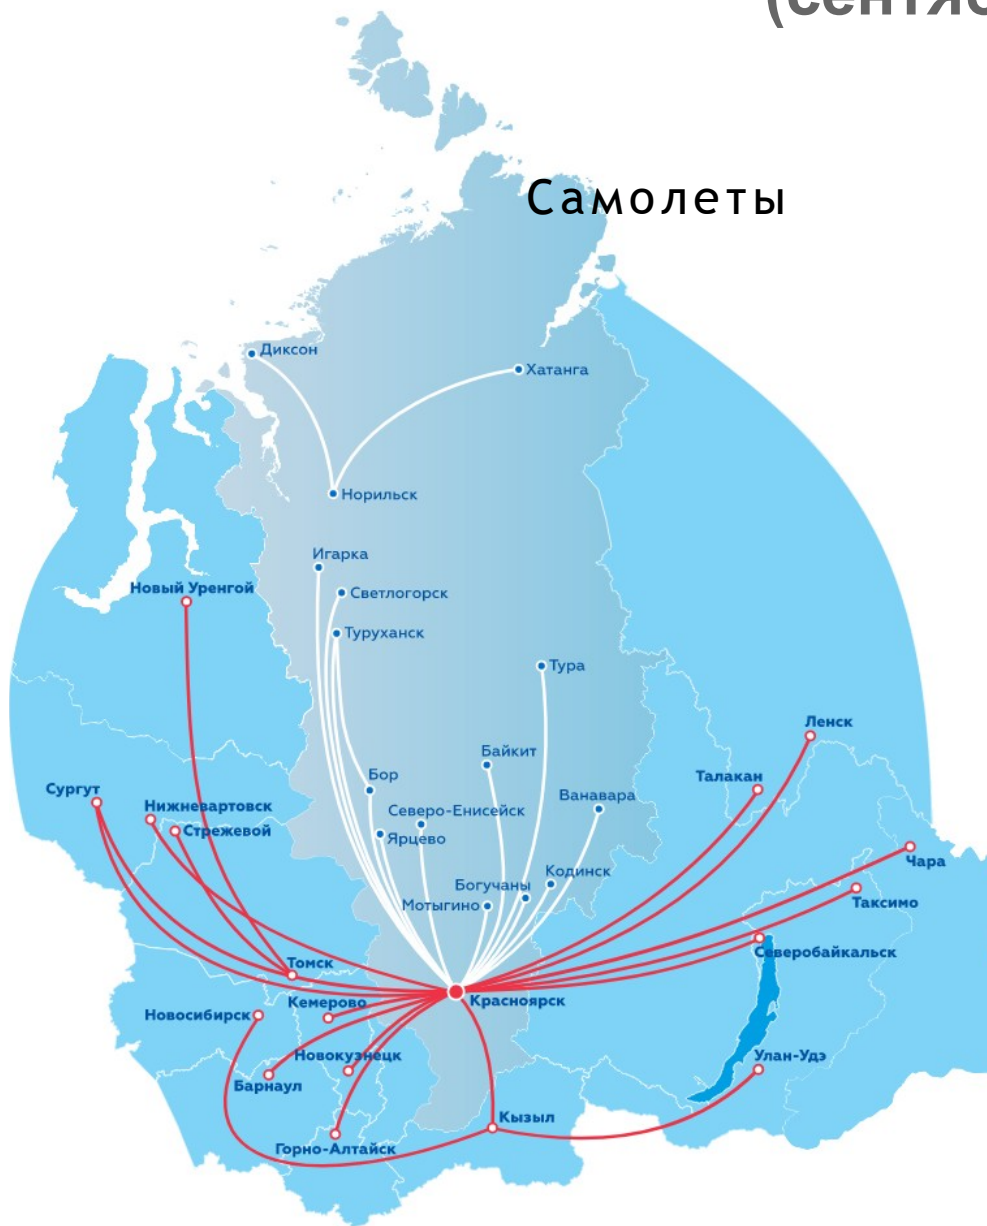 Самолеты
Диксон
Хатанга
Норильск
Игарка
Новый Уренгой
Светлогорск
Туруханск
Тура
Ленск
Байкит
Бор
Талакан
Сургут
Ванавара
Нижневартовск
Северо-Енисейск
Стрежевой
Ярцево
Чара
Кодинск
Богучаны
Мотыгино
Таксимо
Северобайкальск
Томск
Красноярск
Кемерово
Новосибирск
Новокузнецк
Улан-Удэ
Барнаул
Кызыл
Горно-Алтайск